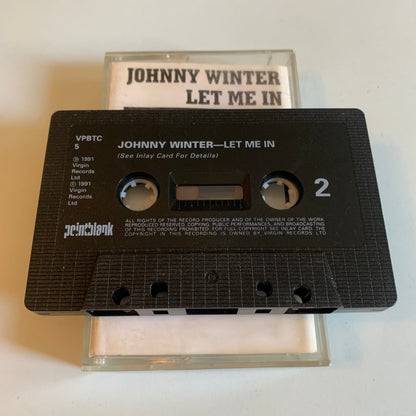 JOHNNY WINTER
LET ME IN
VPBTC
5
℗ 1991
Virgin
Records
Ltd
© 1991
Virgin
Records
Ltd
JOHNNY WINTER—LET ME IN
(See Inlay Card For Details)
2
pointblank
ALL RIGHTS OF THE RECORD PRODUCER AND OF THE OWNER OF THE WORK
REPRODUCED RESERVED. COPYING, PUBLIC PERFORMANCES, AND BROADCASTING
OF THIS RECORDING PROHIBITED. FOR FULL COPYRIGHT SEE INLAY CARD. THE
COPYRIGHT IN THIS RECORDING IS OWNED BY VIRGIN RECORDS LTD